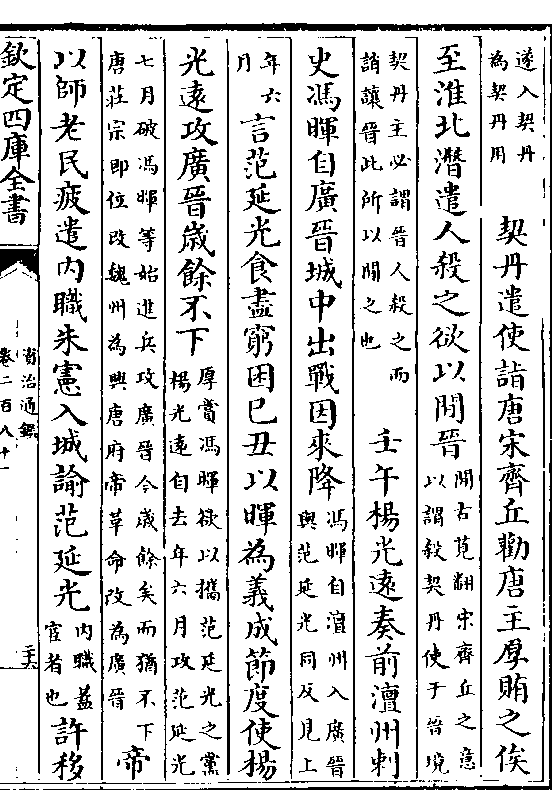 遂入契丹
為契丹用
契丹遣使詣唐宋齊丘勸唐主厚賄之俟
至淮北潛遣人殺之欲以間晉
間古莧翻宋齊丘之意
以謂殺契丹使于晉境
契丹主必謂晉人殺之而
誚讓晉此所以間之也
壬午楊光遠奏前澶州刺
史馮暉自廣晉城中出戰因來降
馮暉自澶州入廣晉
與范延光同反見上
年六
月
言范延光食盡窮困己丑以暉為義成節度使楊
光遠攻廣晉歲餘不下
厚賞馮暉欲以攜范延光之黨
楊光遠自去年六月攻范延光
七月破馮暉等始進兵攻廣晉今歲餘矣而猶不下
唐莊宗即位改魏州為興唐府帝革命改為廣晉
帝
以師老民疲遣内職朱憲入城諭范延光
内職蓋
宦者也
許移
欽定四庫全書
資治通鑑
卷二百八十一
二六